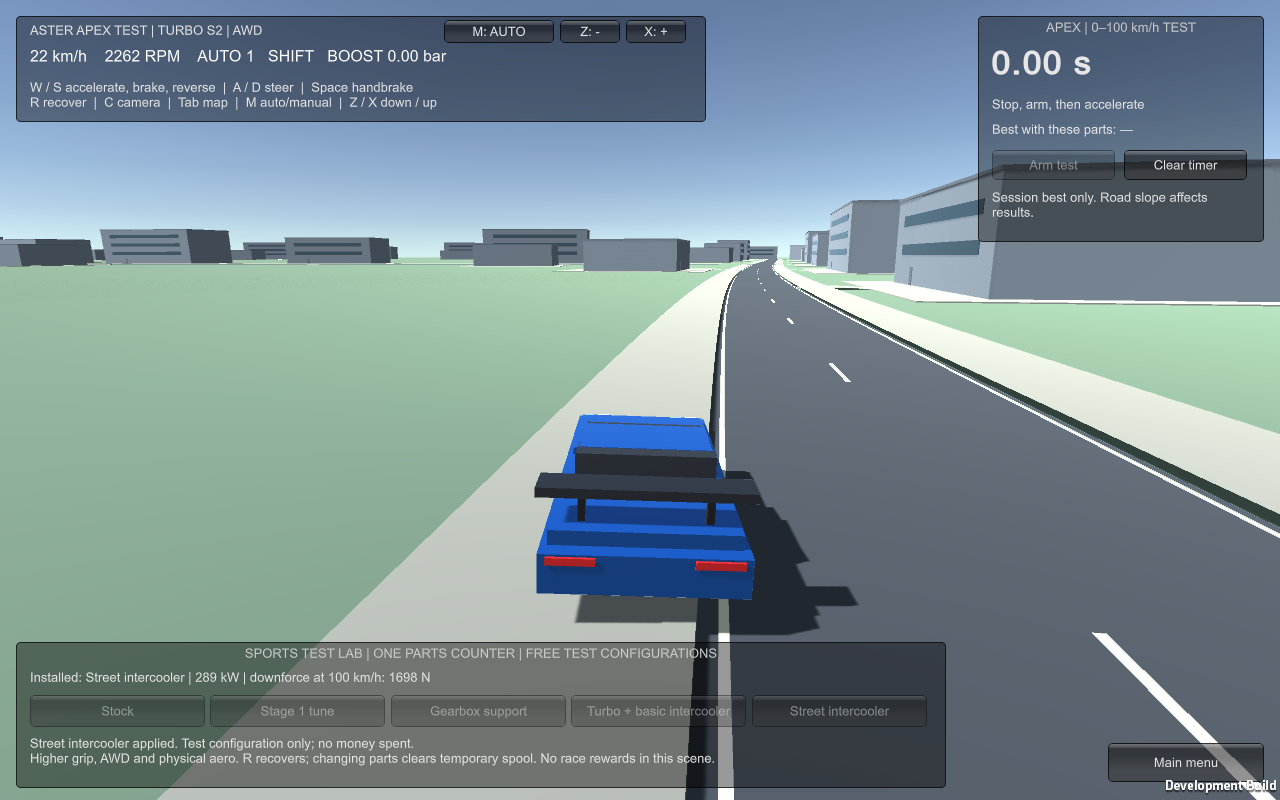 ASTER APEX TEST | TURBO S2 | AWD
M: AUTO
Z: -
X: +
22 km/h 2262 RPM AUTO 1 SHIFT BOOST 0.00 bar
W / S accelerate, brake, reverse | A / D steer | Space handbrake
R recover | C camera | Tab map | M auto/manual | Z / X down / up
APEX | 0–100 km/h TEST
0.00 s
Stop, arm, then accelerate
Best with these parts: —
Arm test
Clear timer
Session best only. Road slope affects
results.
SPORTS TEST LAB | ONE PARTS COUNTER | FREE TEST CONFIGURATIONS
Installed: Street intercooler | 289 kW | downforce at 100 km/h: 1698 N
Stock
Stage 1 tune
Gearbox support
Turbo + basic intercooler
Street intercooler
Street intercooler applied. Test configuration only; no money spent.
Higher grip, AWD and physical aero. R recovers; changing parts clears temporary spool. No race rewards in this scene.
Main menu
Development Build